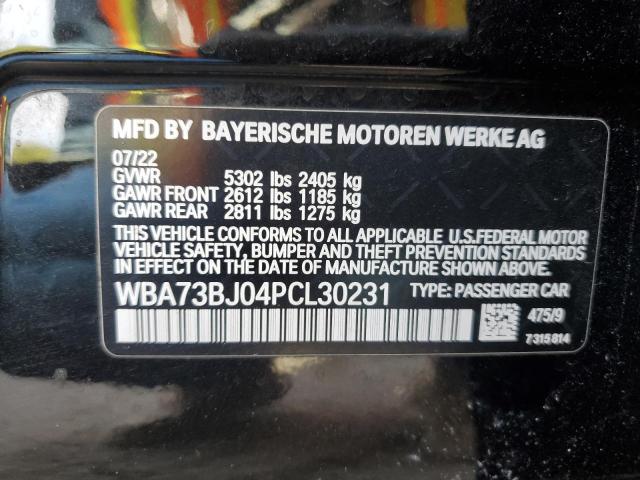 MFD BY BAYERISCHE MOTOREN WERKE AG
07/22
GVWR 5302 lbs 2405 kg
GAWR FRONT 2612 lbs 1185 kg
GAWR REAR 2811 lbs 1275 kg
THIS VEHICLE CONFORMS TO ALL APPLICABLE U.S.FEDERAL MOTOR
VEHICLE SAFETY, BUMPER AND THEFT PREVENTION STANDARDS
IN EFFECT ON THE DATE OF MANUFACTURE SHOWN ABOVE.
WBA73BJ04PCL30231 TYPE: PASSENGER CAR
475/9
7315814